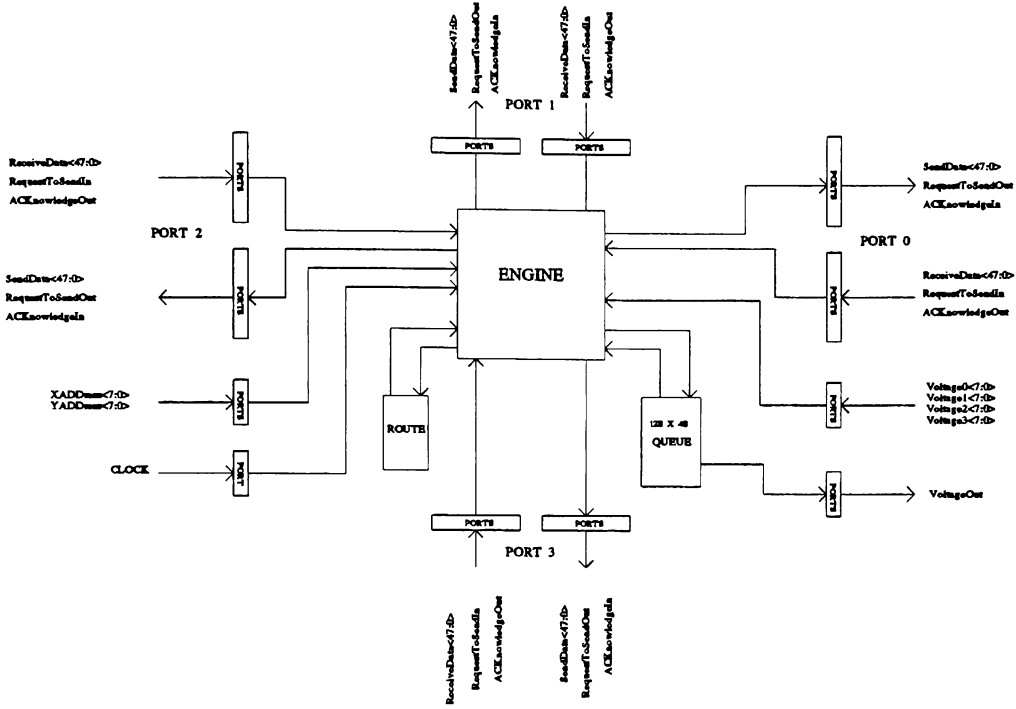 SendData<47:0>
RequestToSendOut
ACKnowledgeIn
ReceiveData<47:0>
RequestToSendIn
ACKnowledgeOut
PORT 1
PORTS
PORTS
ReceiveData<47:0>
RequestToSendIn
ACKnowledgeOut
PORTS
PORTS
SendData<47:0>
RequestToSendOut
ACKnowledgeIn
PORT 2
PORT 0
ENGINE
SendData<47:0>
RequestToSendOut
ACKnowledgeIn
PORTS
PORTS
ReceiveData<47:0>
RequestToSendIn
ACKnowledgeOut
YADDmm<7:0>
PORTS
ROUTE
128 X 48
QUEUE
PORTS
Voltage0<7:0>
Voltage1<7:0>
Voltage2<7:0>
Voltage3<7:0>
CLOCK
PORT
PORTS
VoltageOut
PORTS
PORTS
PORT 3
ReceiveData<47:0>
RequestToSendIn
ACKnowledgeOut
SendData<47:0>
RequestToSendOut
ACKnowledgeIn